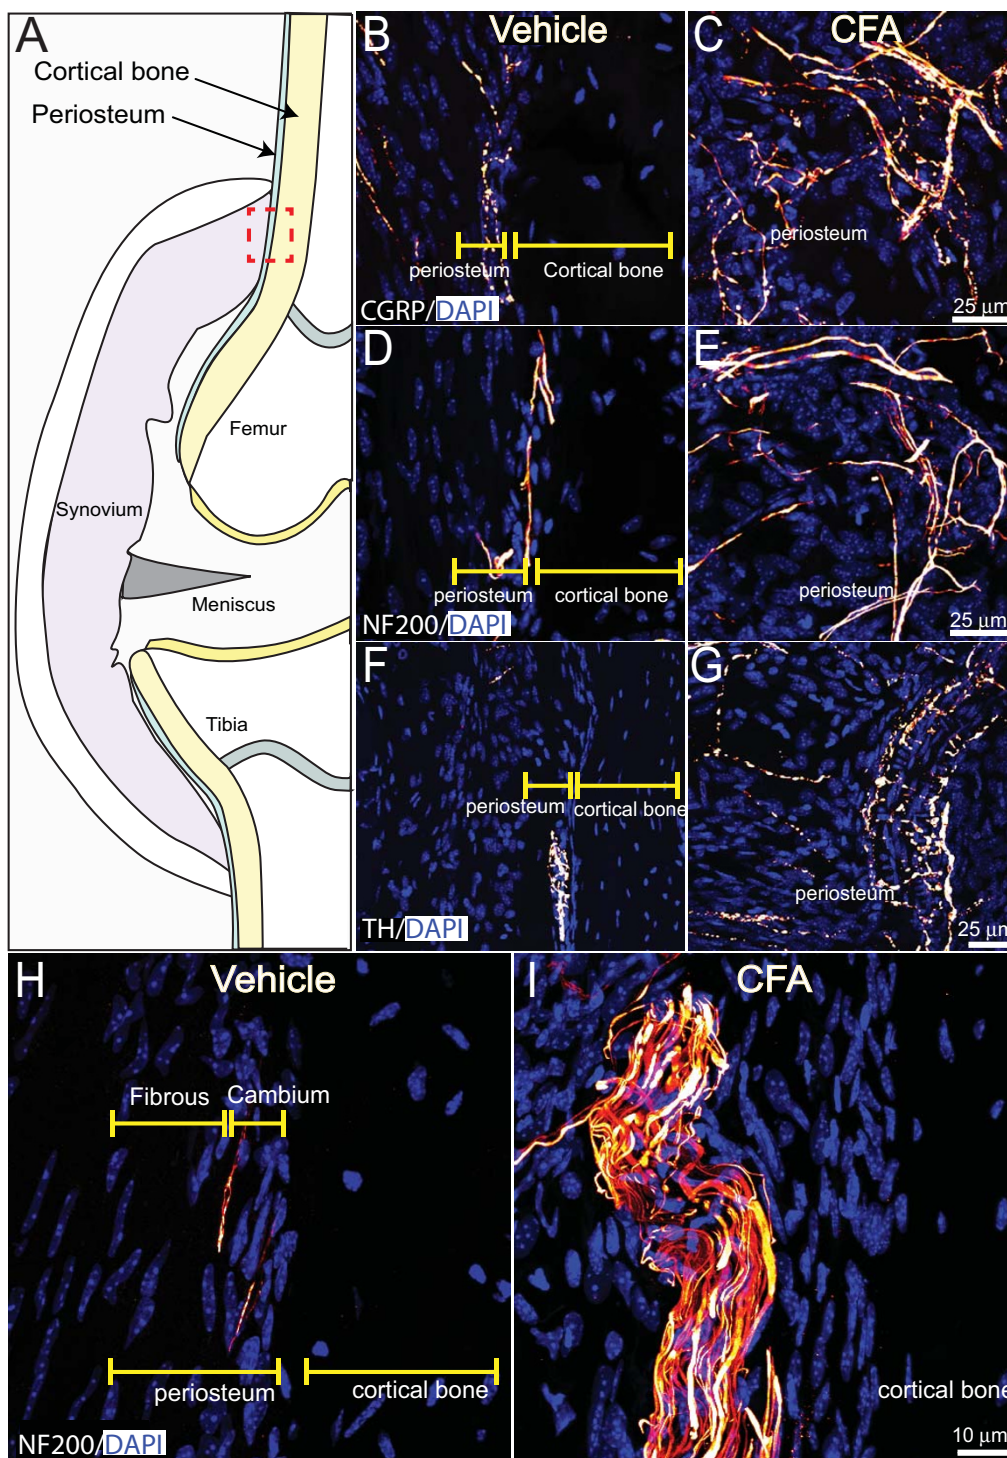 A
Cortical bone
Periosteum
Femur
Synovium
Meniscus
Tibia
B
Vehicle
periosteum
Cortical bone
CGRP/DAPI
C
CFA
periosteum
25 µm
D
periosteum
cortical bone
NF200/DAPI
E
periosteum
25 µm
F
periosteum
cortical bone
TH/DAPI
G
periosteum
25 µm
H
Vehicle
Fibrous
Cambium
periosteum
cortical bone
NF200/DAPI
I
CFA
cortical bone
10 µm